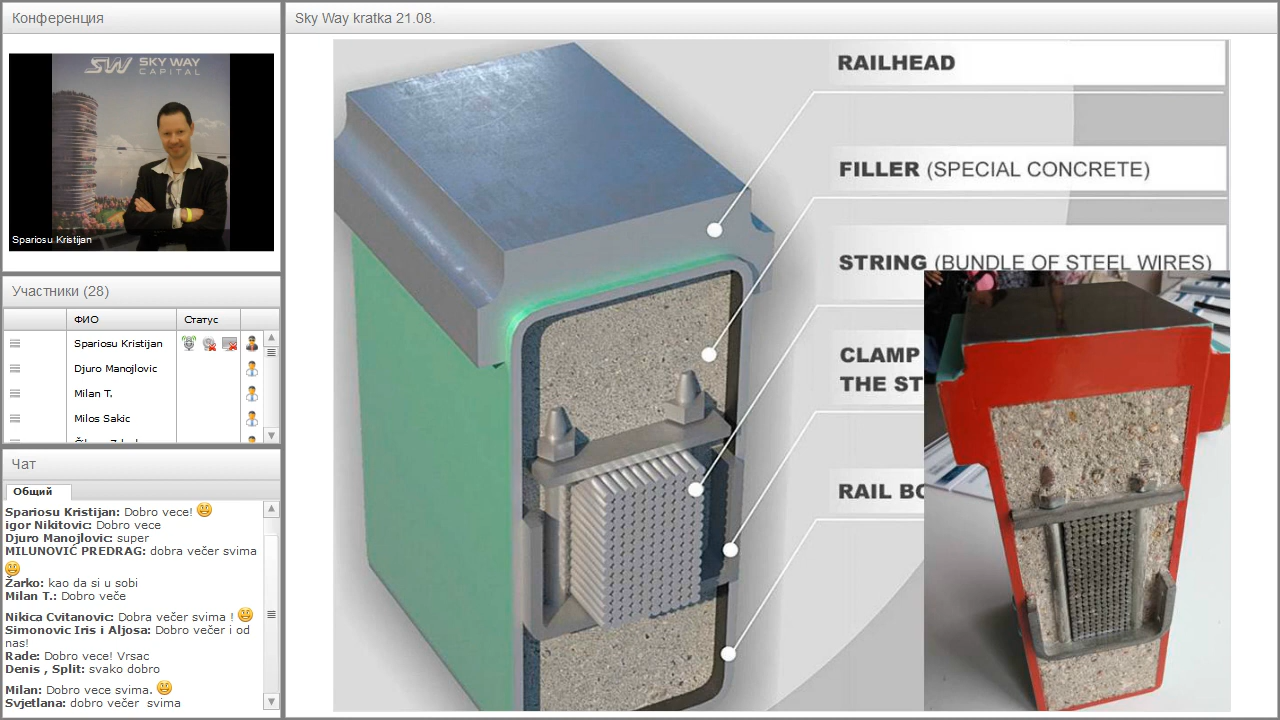 Конференция
SW SKY WAY
CAPITAL
Spariosu Kristijan
Участники (28)
ФИО
Статус
Spariosu Kristijan
Djuro Manojlovic
Milan T.
Milos Sakic
Чат
Общий
Spariosu Kristijan: Dobro vece!
igor Nikitovic: Dobro vece
Djuro Manojlovic: super
MILUNOVIĆ PREDRAG: dobra večer svima
Žarko: kao da si u sobi
Milan T.: Dobro veče
Nikica Cvitanovic: Dobra večer svima !
Simonovic Iris i Aljosa: Dobro večer i od
nas!
Rade: Dobro vece! Vrsac
Denis , Split: svako dobro
Milan: Dobro vece svima.
Svjetlana: dobro večer  svima
Sky Way kratka 21.08.
RAILHEAD
FILLER (SPECIAL CONCRETE)
STRING (BUNDLE OF STEEL WIRES)
CLAMP
THE ST
RAIL BO